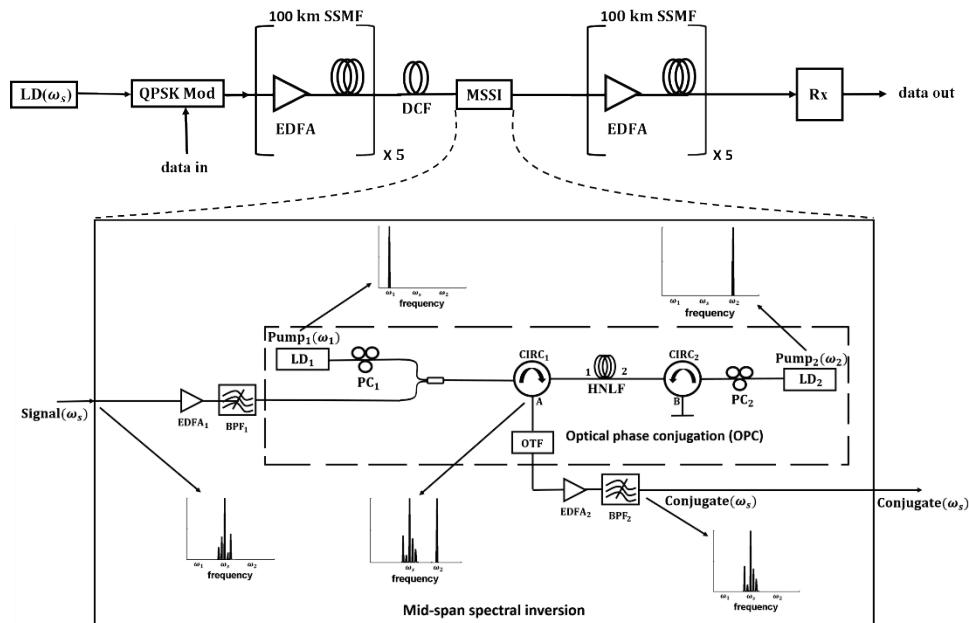 100 km SSMF
100 km SSMF
LD(ωₛ)
QPSK Mod
EDFA
DCF
MSSI
EDFA
Rx
data out
data in
X 5
X 5
ω₁ ωₛ ω₂
frequency
ω₁ ωₛ ω₂
frequency
Pump₁(ω₁)
LD₁
PC₁
CIRC₁
1 2
HNLF
CIRC₂
Pump₂(ω₂)
LD₂
PC₂
A
B
Signal(ωₛ)
EDFA₁
BPF₁
OTF
Optical phase conjugation (OPC)
EDFA₂
BPF₂
Conjugate(ωₛ)
Conjugate(ωₛ)
ω₁ ωₛ ω₂
frequency
ωₛ ω₂
frequency
ω₁ ωₛ ω₂
frequency
Mid-span spectral inversion